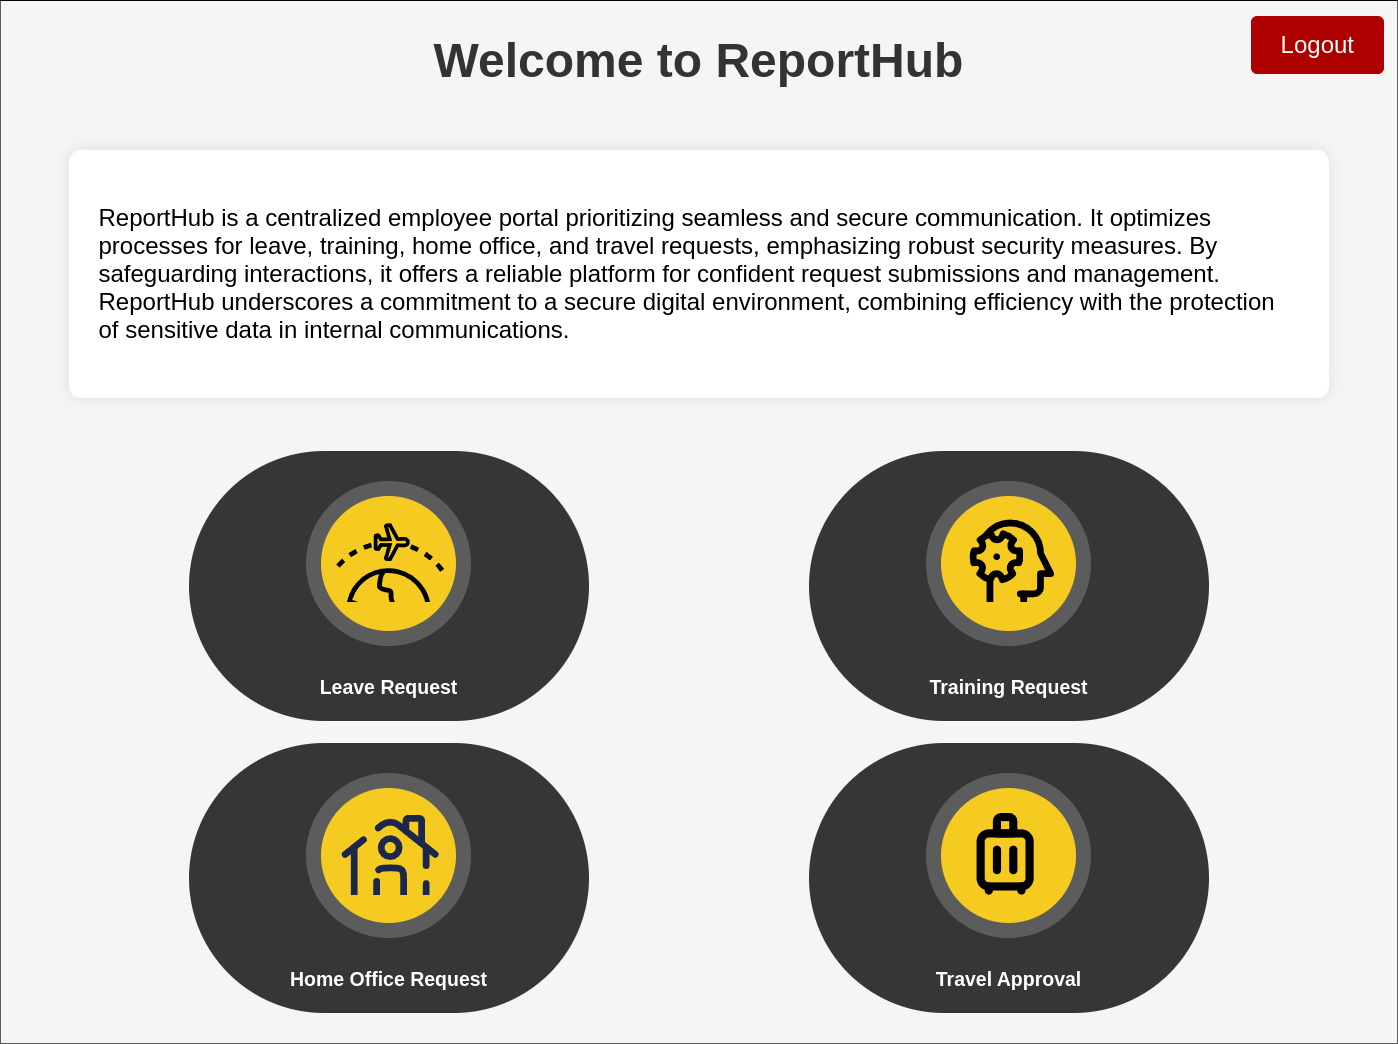 Welcome to ReportHub
Logout
ReportHub is a centralized employee portal prioritizing seamless and secure communication. It optimizes
processes for leave, training, home office, and travel requests, emphasizing robust security measures. By
safeguarding interactions, it offers a reliable platform for confident request submissions and management.
ReportHub underscores a commitment to a secure digital environment, combining efficiency with the protection
of sensitive data in internal communications.
Leave Request
Training Request
Home Office Request
Travel Approval